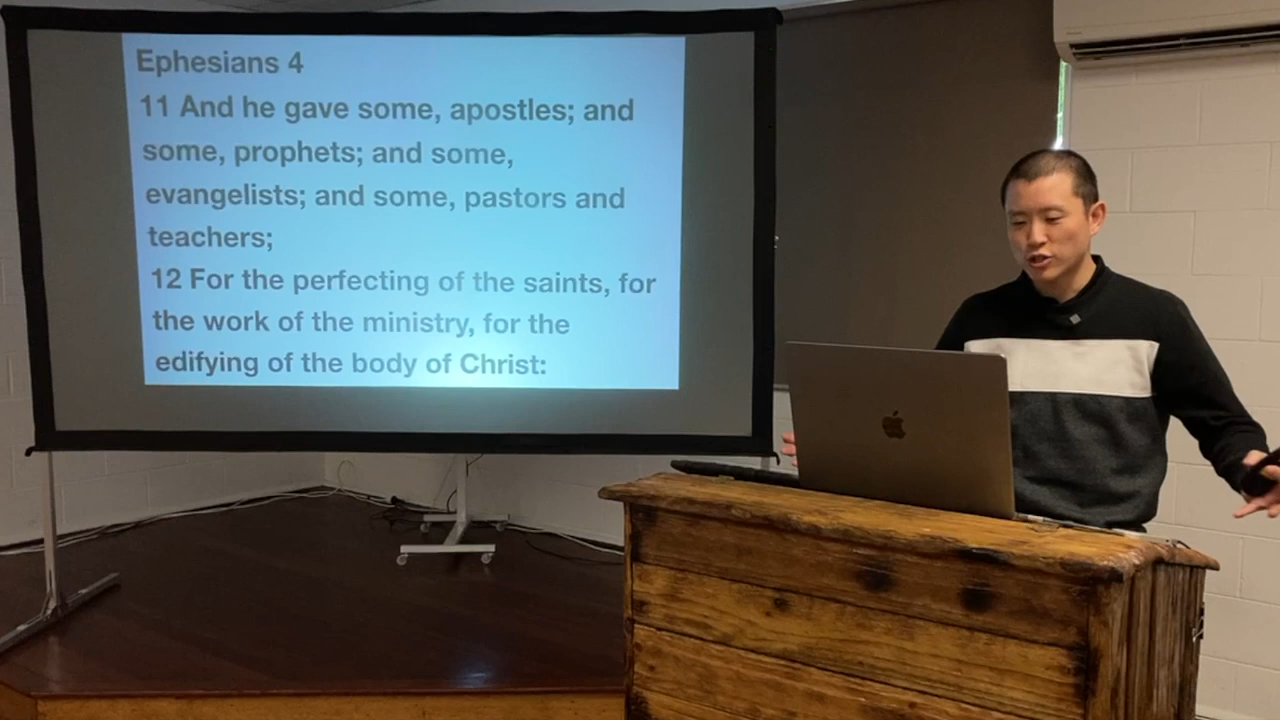 Ephesians 4
11 And he gave some, apostles; and
some, prophets; and some,
evangelists; and some, pastors and
teachers;
12 For the perfecting of the saints, for
the work of the ministry, for the
edifying of the body of Christ: